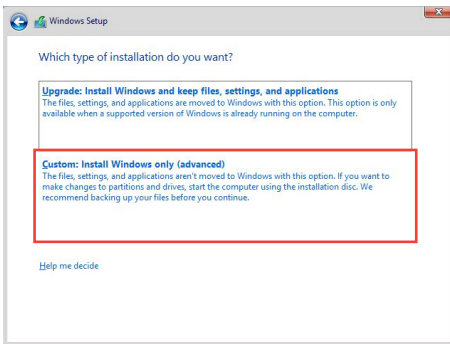 Windows Setup
Which type of installation do you want?
Upgrade: Install Windows and keep files, settings, and applications
The files, settings, and applications are moved to Windows with this option. This option is only
available when a supported version of Windows is already running on the computer.
Custom: Install Windows only (advanced)
The files, settings, and applications aren't moved to Windows with this option. If you want to
make changes to partitions and drives, start the computer using the installation disc. We
recommend backing up your files before you continue.
Help me decide